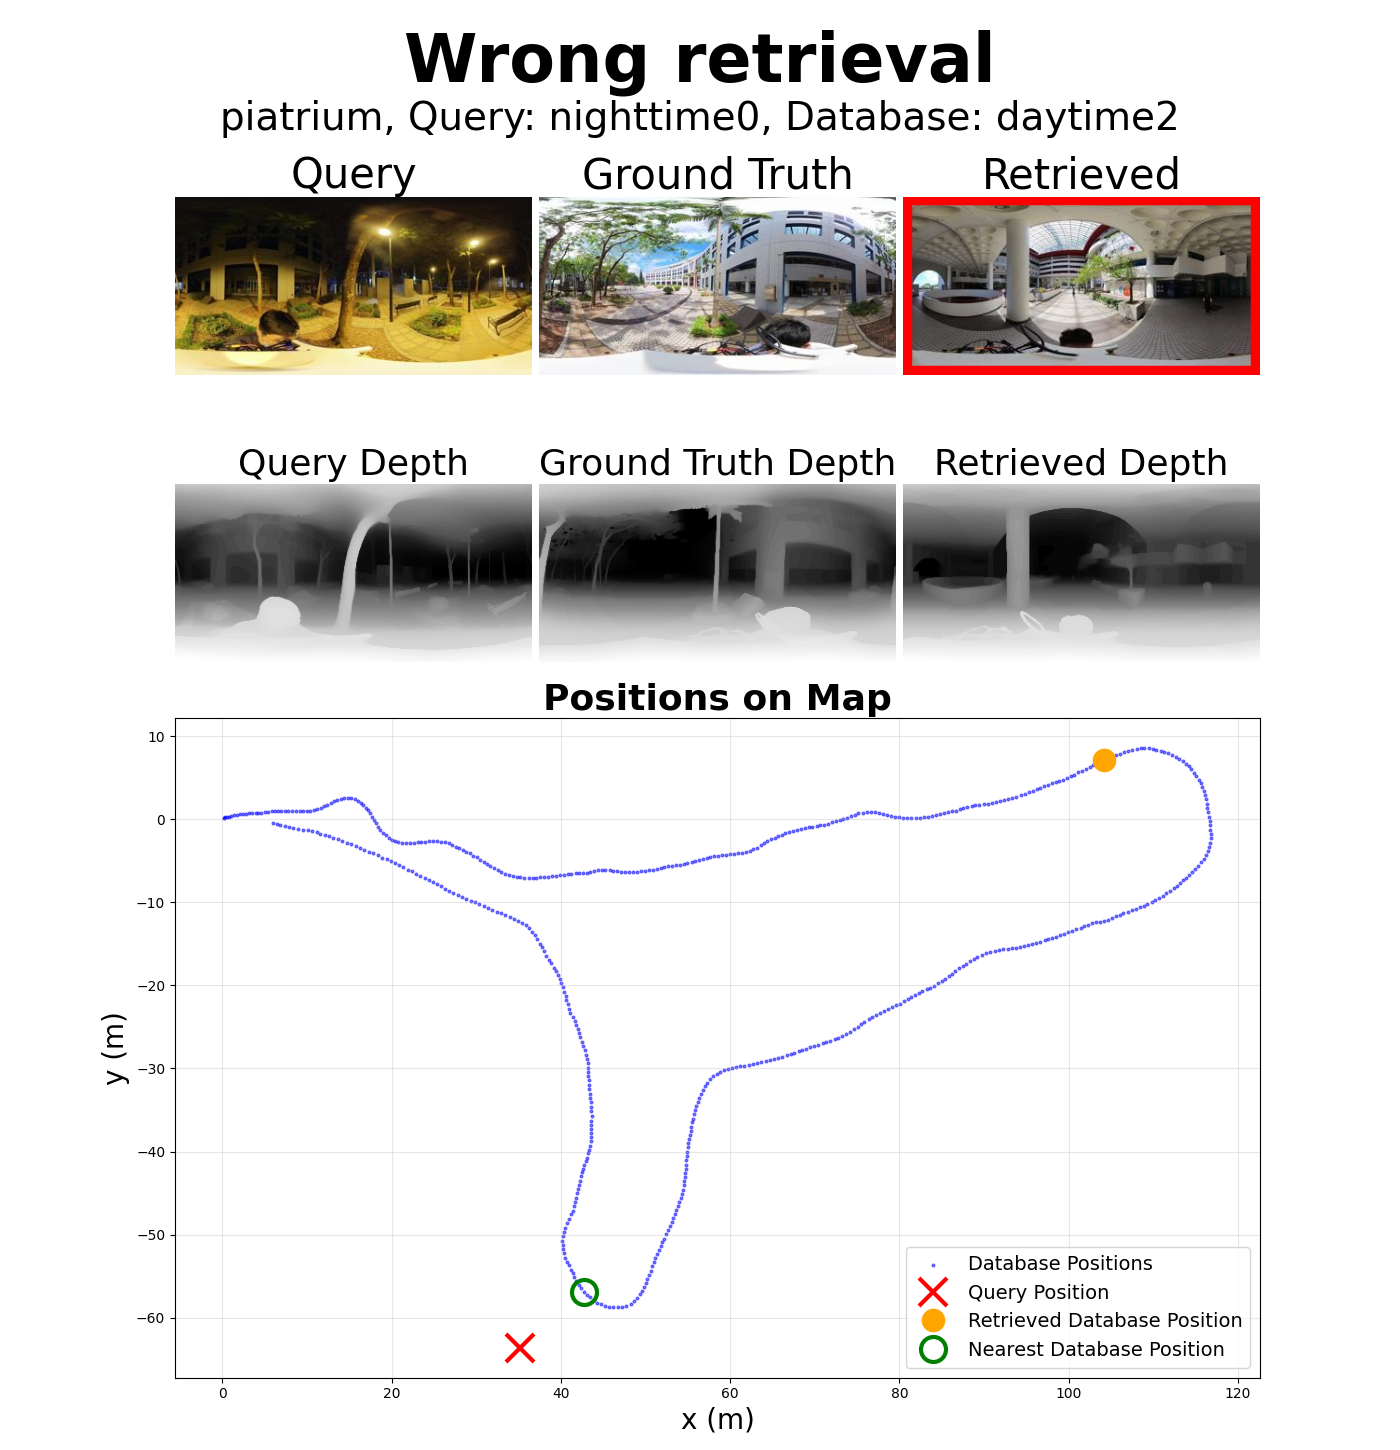 Wrong retrieval
piatrium, Query: nighttime0, Database: daytime2
Query
Ground Truth
Retrieved
Query Depth
Ground Truth Depth
Retrieved Depth
Positions on Map
10
0
−10
−20
−30
−40
−50
−60
y (m)
Database Positions
Query Position
Retrieved Database Position
Nearest Database Position
0
20
40
60
80
100
120
x (m)